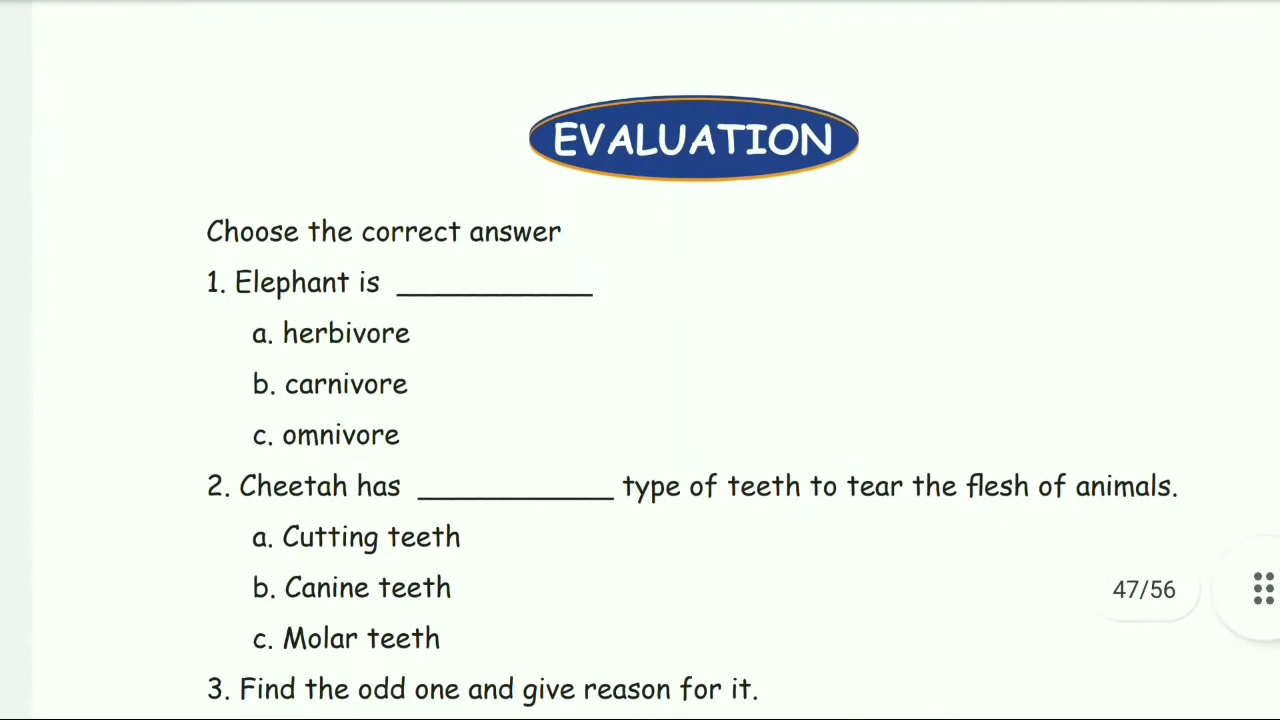 EVALUATION
Choose the correct answer
1. Elephant is ____________
a. herbivore
b. carnivore
c. omnivore
2. Cheetah has ____________ type of teeth to tear the flesh of animals.
a. Cutting teeth
b. Canine teeth
47/56
c. Molar teeth
3. Find the odd one and give reason for it.